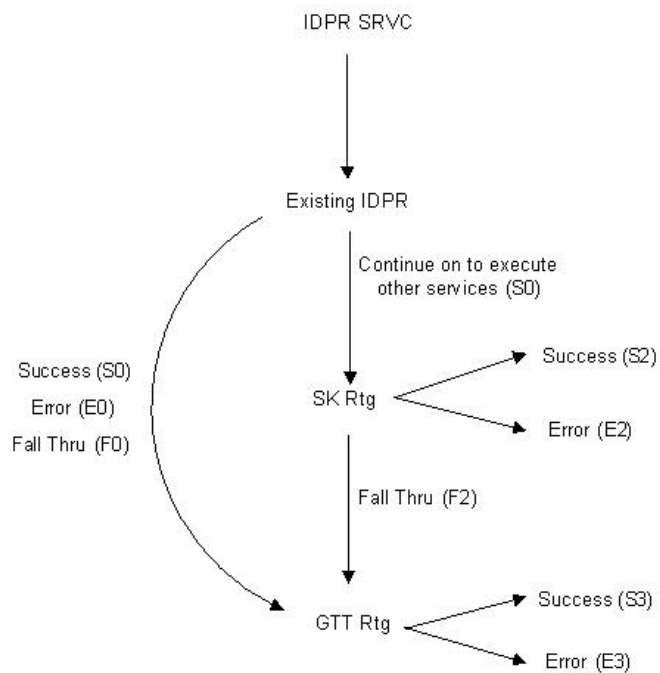 IDPR SRVC
Existing IDPR
Continue on to execute
other services (S0)
Success (S0)
Error (E0)
Fall Thru (F0)
SK Rtg
Success (S2)
Error (E2)
Fall Thru (F2)
GTT Rtg
Success (S3)
Error (E3)